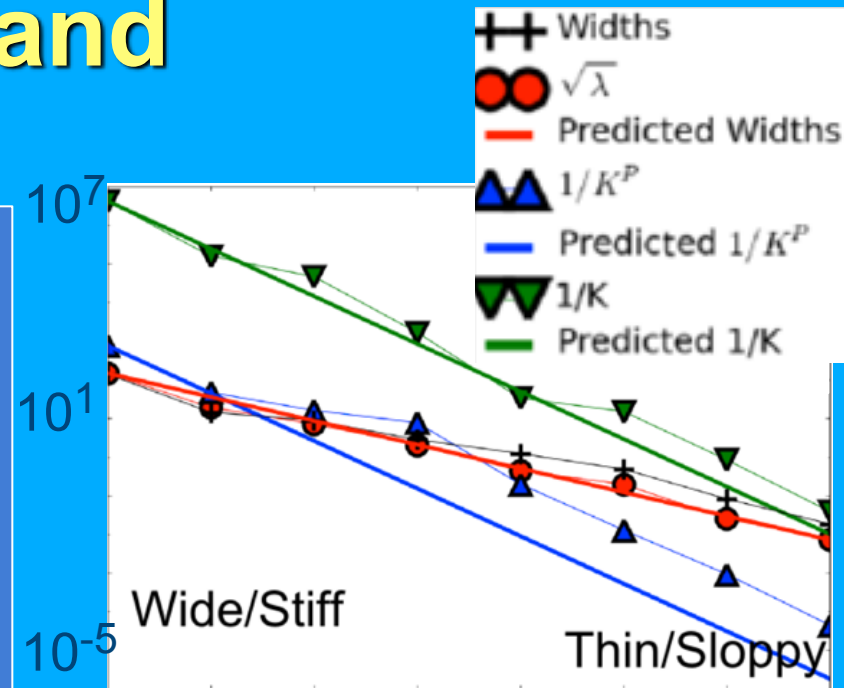 and
Widths
√λ
Predicted Widths
1/K^P
Predicted 1/K^P
1/K
Predicted 1/K
10^7
10^1
10^-5
Wide/Stiff
Thin/Sloppy